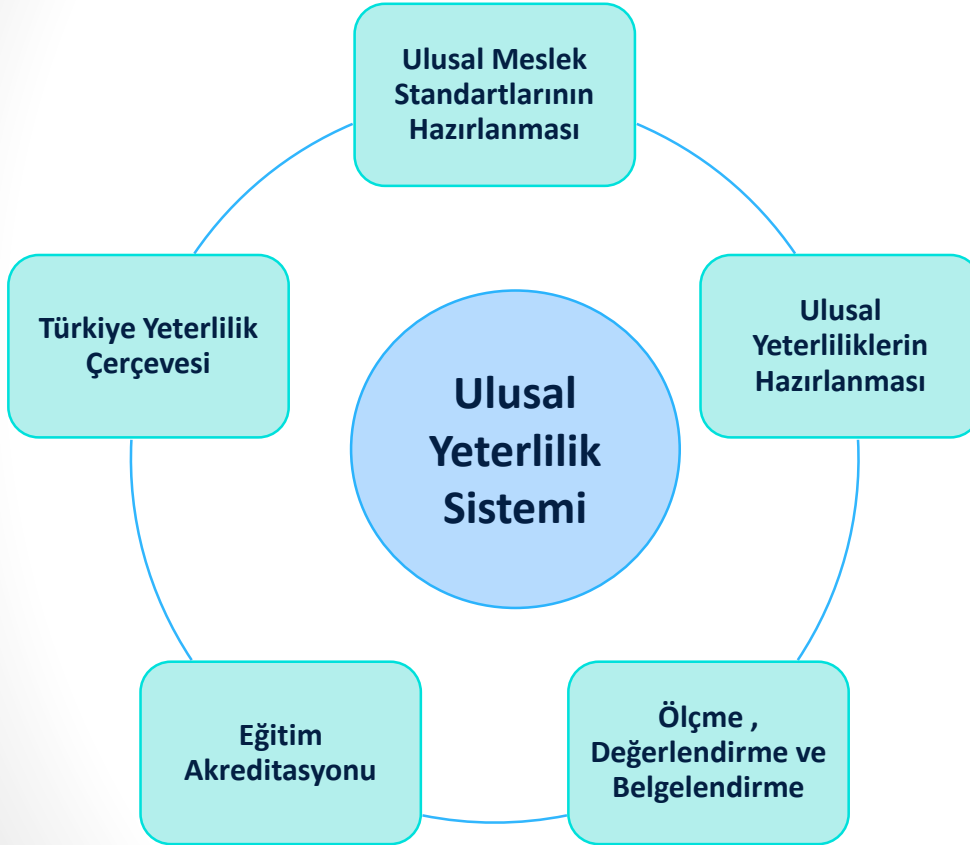 Ulusal Meslek
Standartlarının
Hazırlanması
Türkiye Yeterlilik
Çerçevesi
Ulusal
Yeterliliklerin
Hazırlanması
Ulusal
Yeterlilik
Sistemi
Eğitim
Akreditasyonu
Ölçme ,
Değerlendirme ve
Belgelendirme